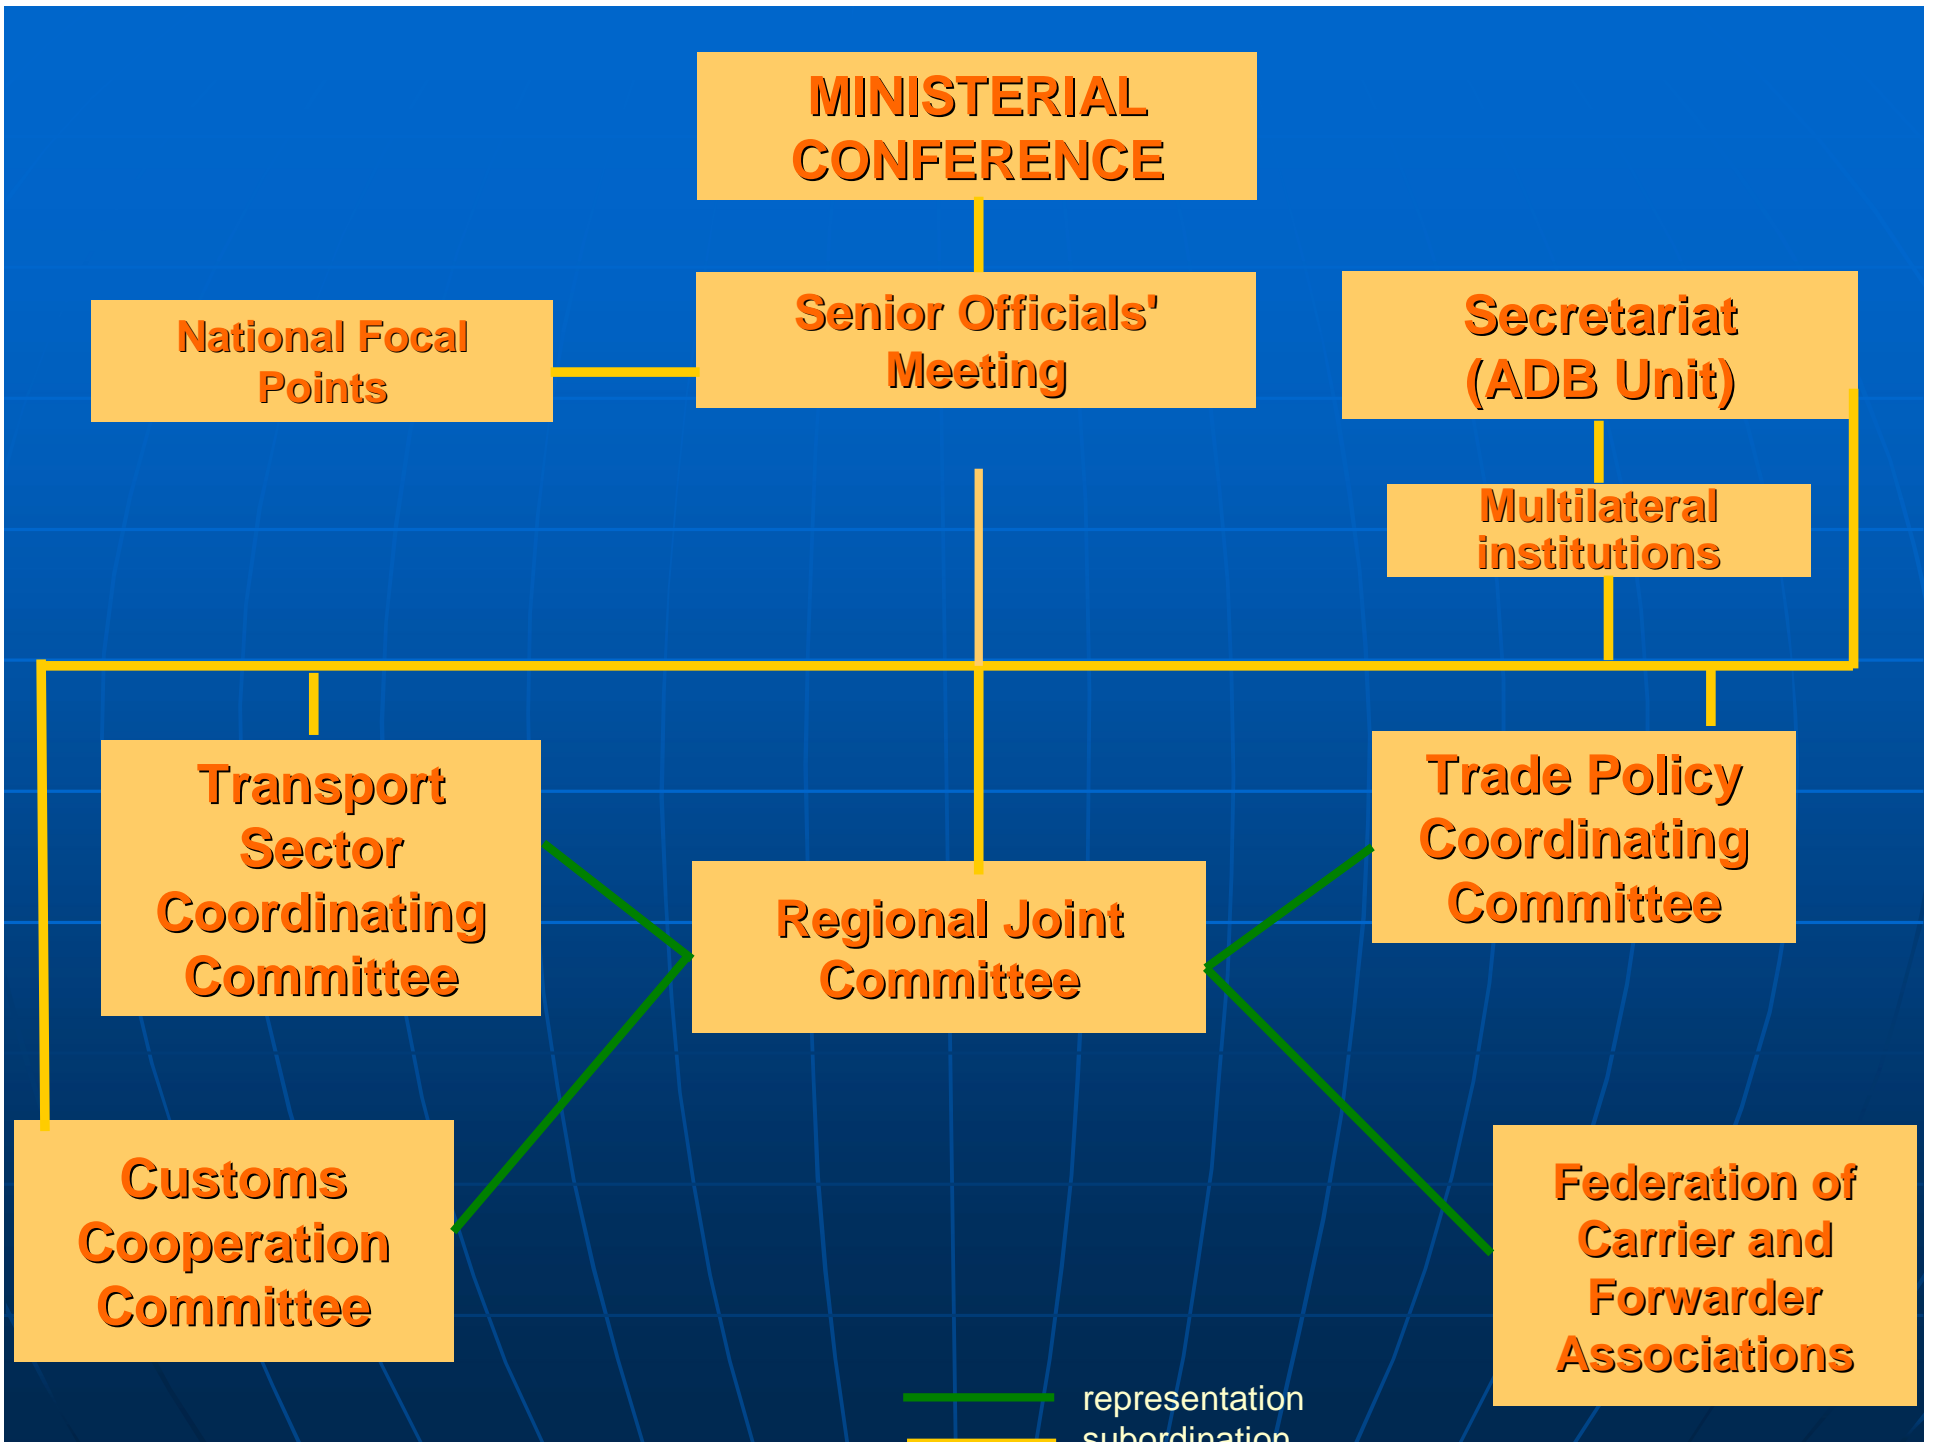 MINISTERIAL
CONFERENCE
National Focal
Points
Senior Officials'
Meeting
Secretariat
(ADB Unit)
Multilateral
institutions
Transport
Sector
Coordinating
Committee
Regional Joint
Committee
Trade Policy
Coordinating
Committee
Customs
Cooperation
Committee
Federation of
Carrier and
Forwarder
Associations
representation
subordination